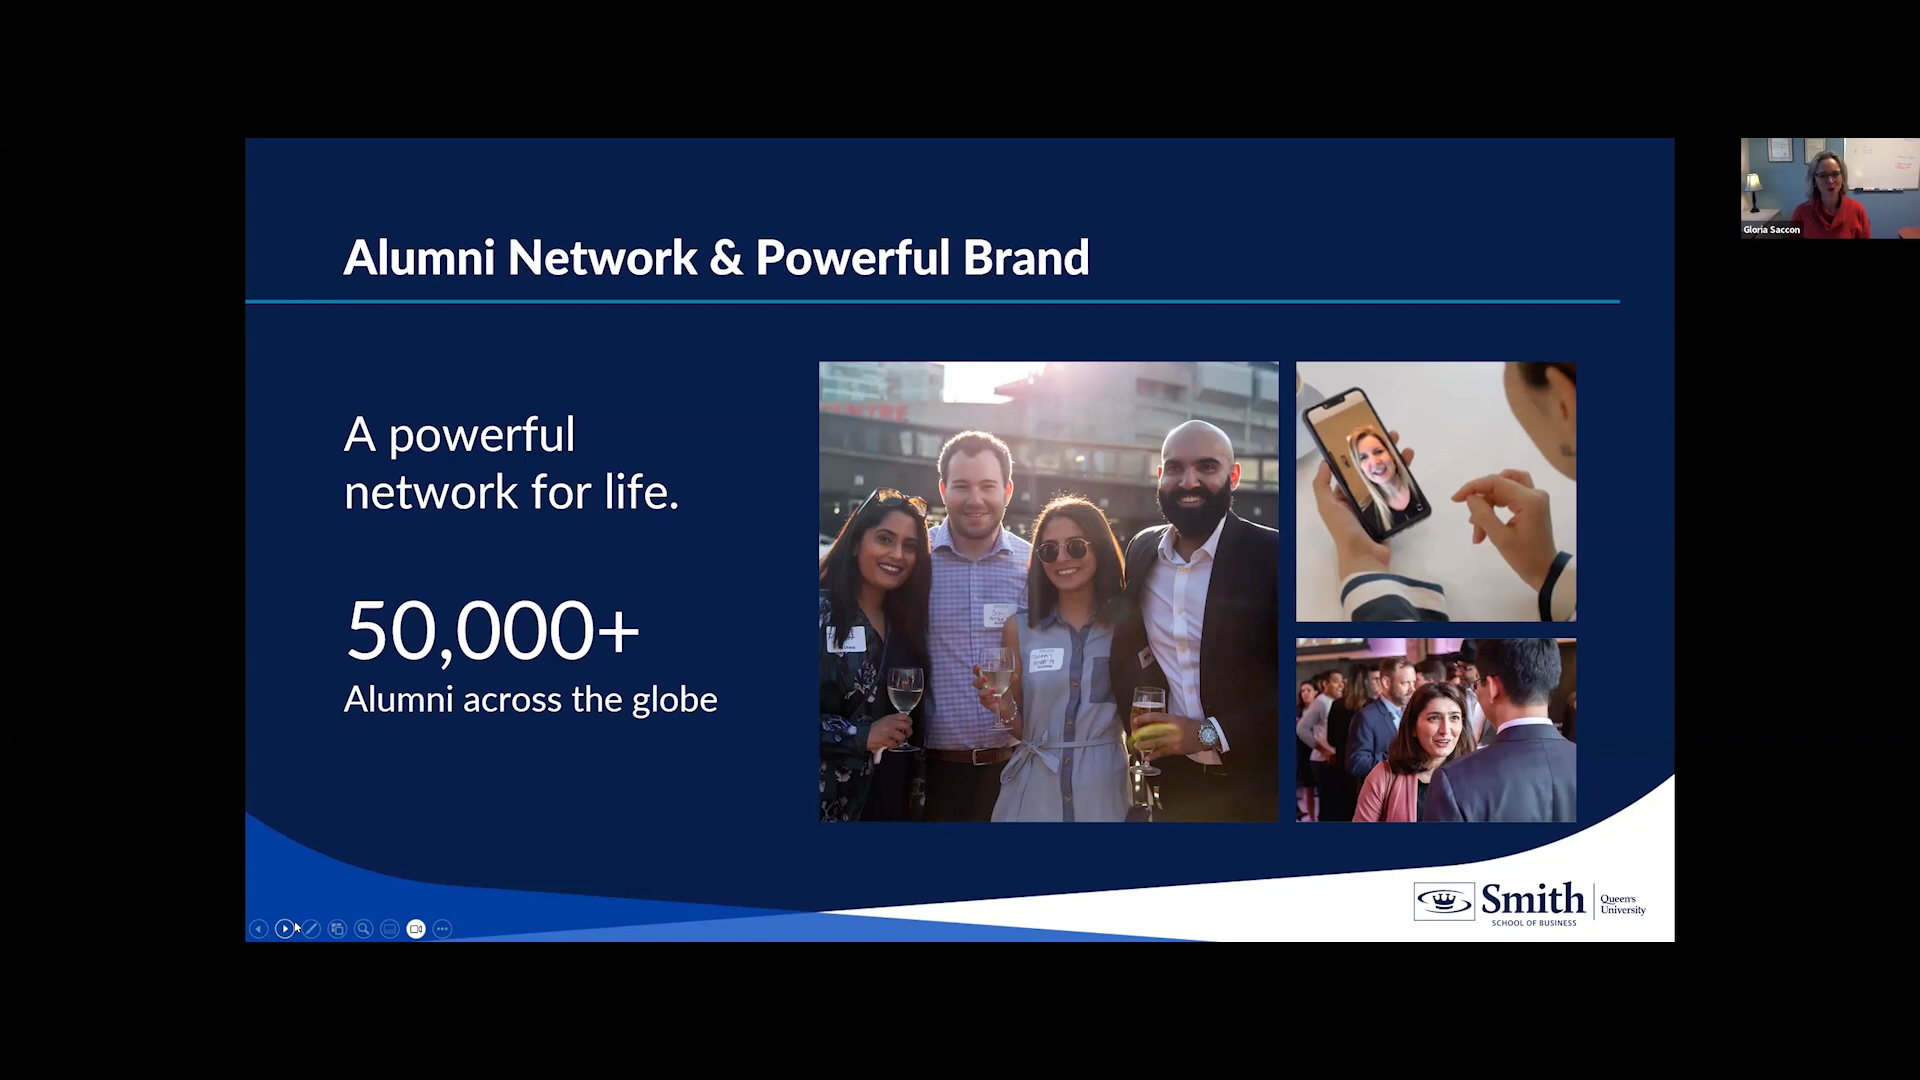 Alumni Network & Powerful Brand
A powerful
network for life.
50,000+
Alumni across the globe
Gloria Saccon
Smith
SCHOOL OF BUSINESS
Queen's
University